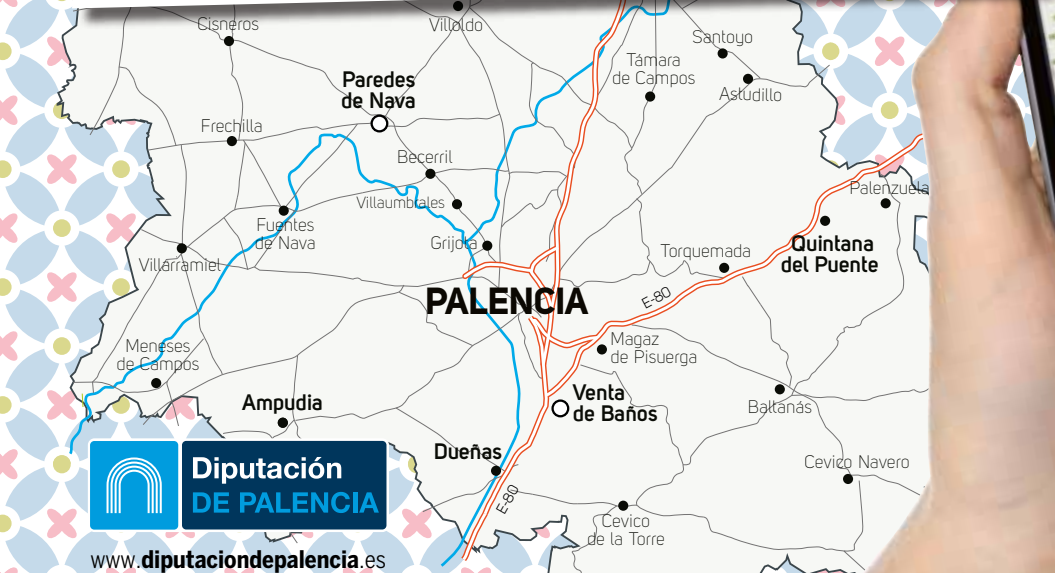 Cisneros
Villoldo
Santoyo
Támara
de Campos
Astudillo
Paredes
de Nava
Frechilla
Becerril
Villaumbrales
Palenzuela
Fuentes
de Nava
Grijota
Villarramiel
Torquemada
Quintana
del Puente
PALENCIA
E-80
Magaz
de Pisuerga
Meneses
de Campos
Ampudia
Venta
de Baños
Baltanás
Dueñas
Cevico Navero
E-80
Cevico
de la Torre
Diputación
DE PALENCIA
www.diputaciondepalencia.es